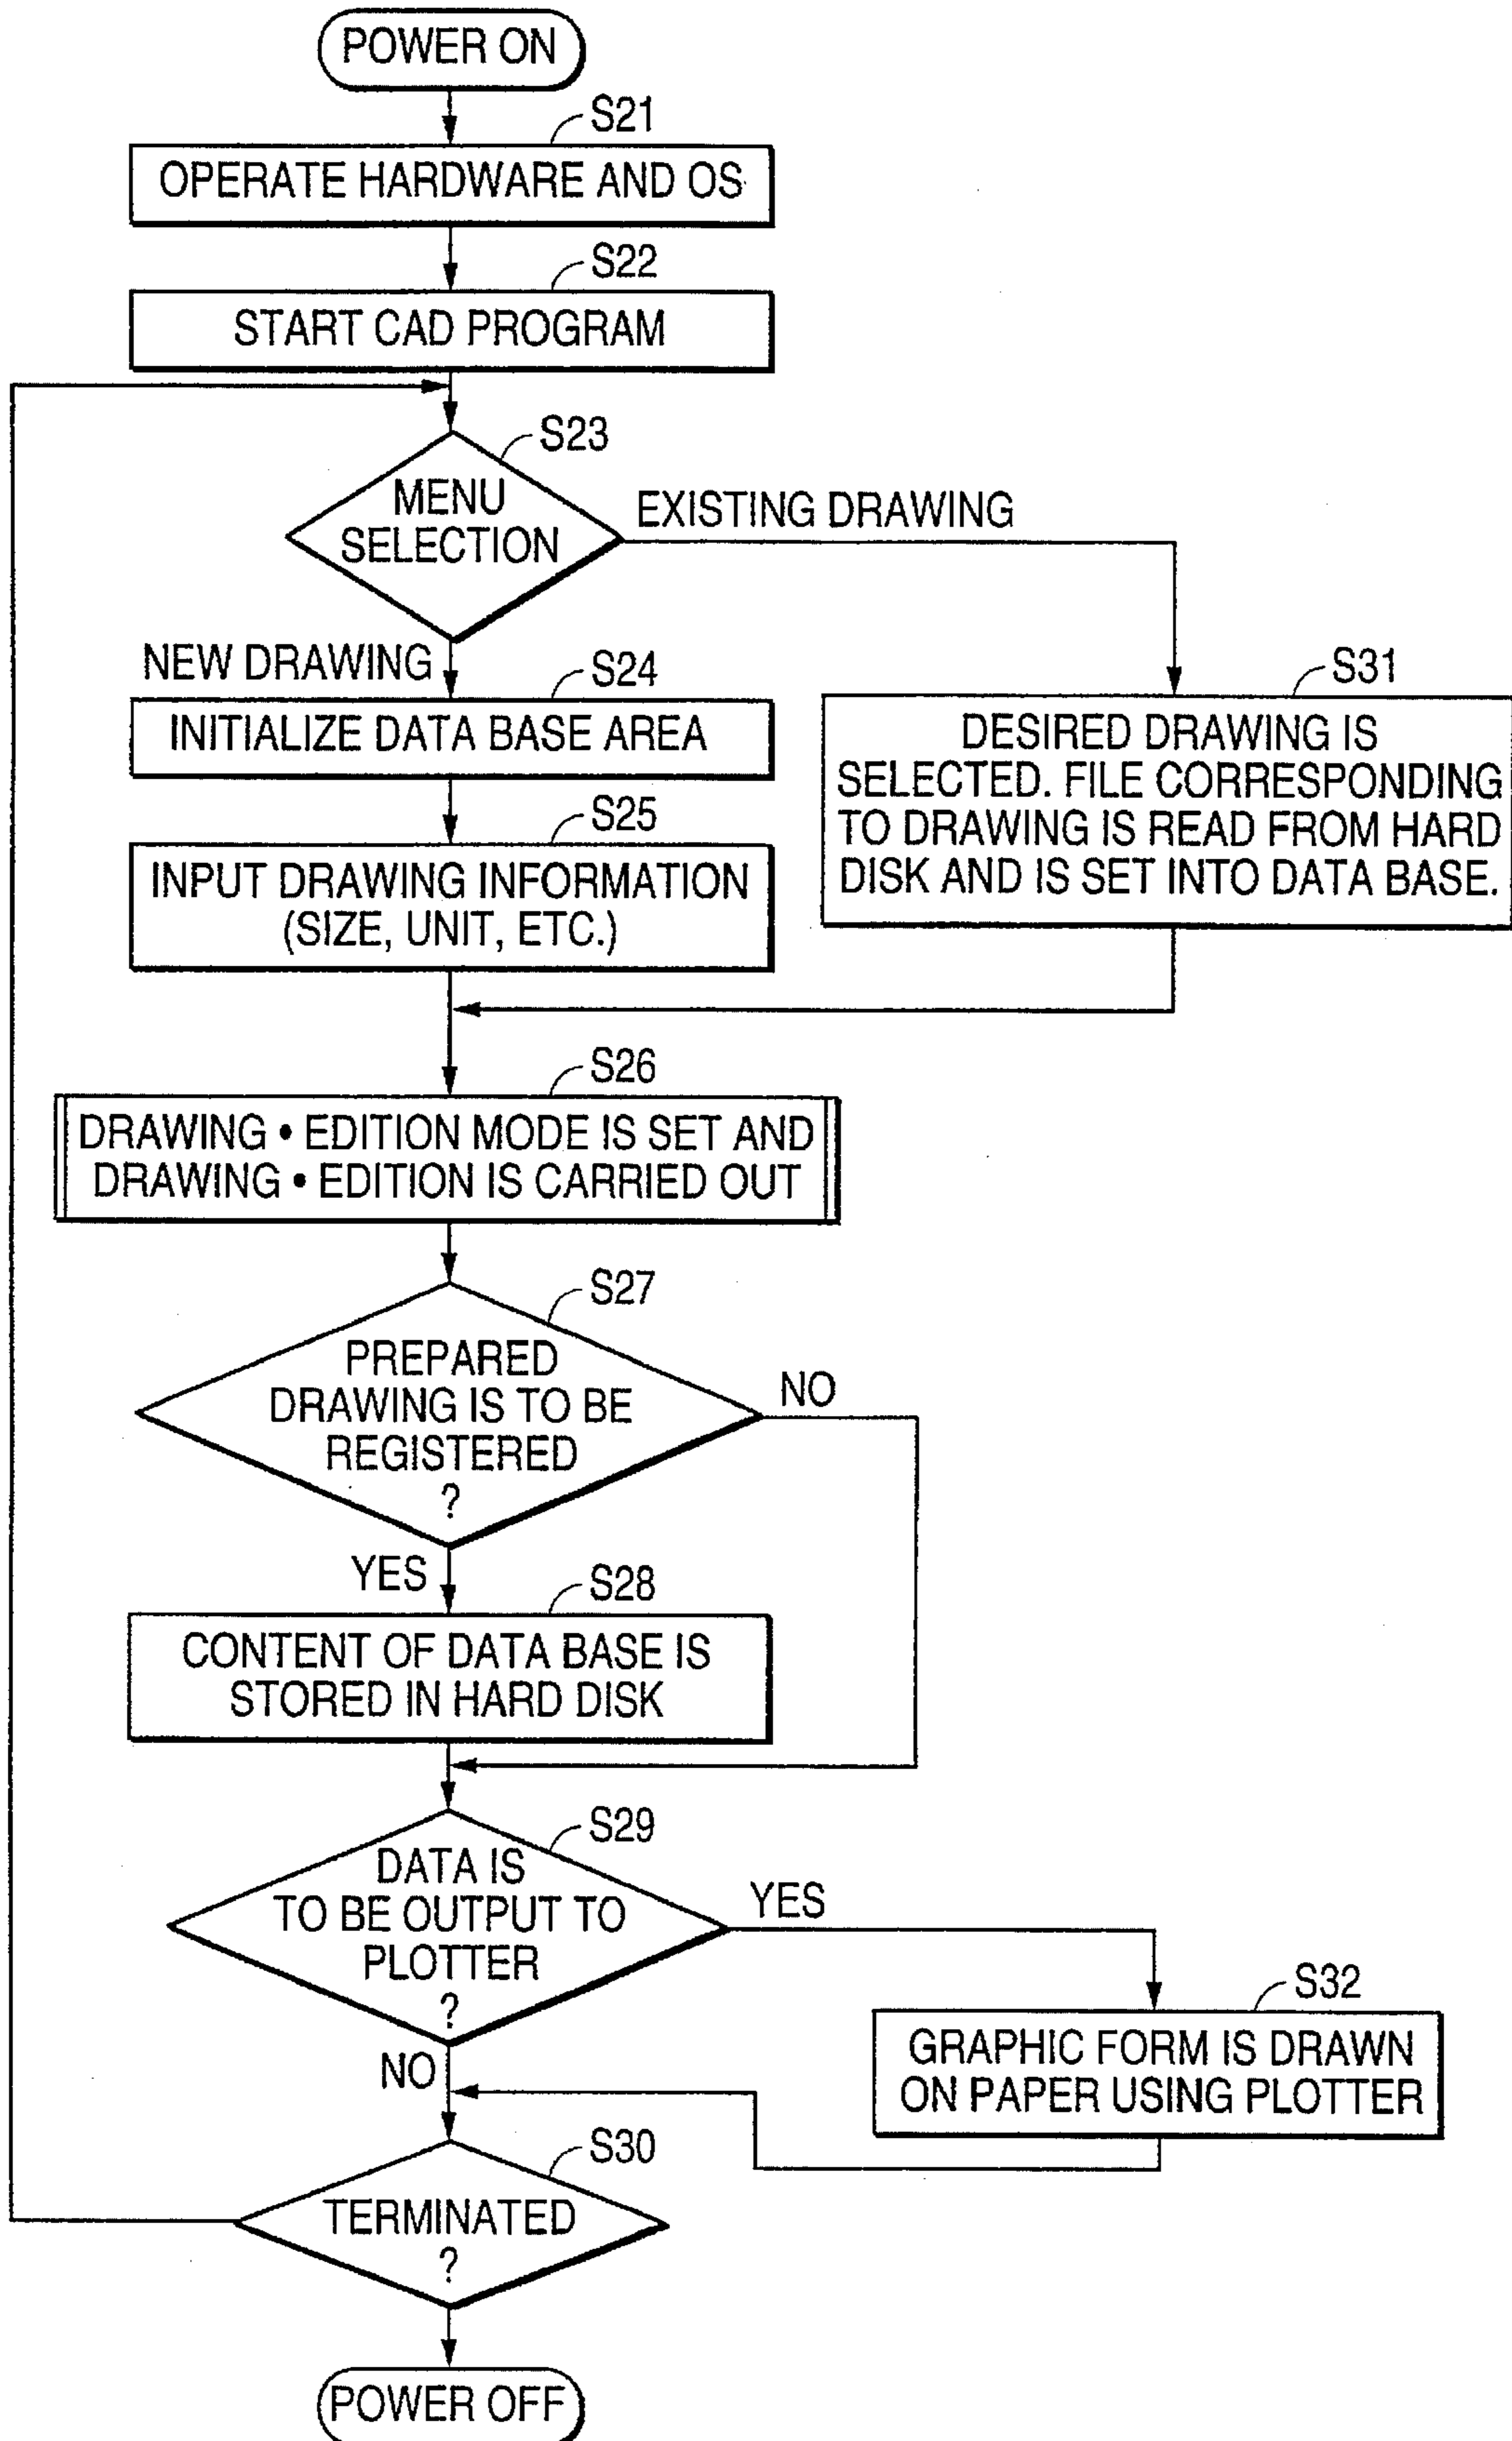 POWER ON
S21
OPERATE HARDWARE AND OS
S22
START CAD PROGRAM
S23
MENU
SELECTION
EXISTING DRAWING
NEW DRAWING
S24
INITIALIZE DATA BASE AREA
S31
DESIRED DRAWING IS
SELECTED. FILE CORRESPONDING
TO DRAWING IS READ FROM HARD
DISK AND IS SET INTO DATA BASE.
S25
INPUT DRAWING INFORMATION
(SIZE, UNIT, ETC.)
S26
DRAWING • EDITION MODE IS SET AND
DRAWING • EDITION IS CARRIED OUT
S27
PREPARED
DRAWING IS TO BE
REGISTERED
?
NO
YES
S28
CONTENT OF DATA BASE IS
STORED IN HARD DISK
S29
DATA IS
TO BE OUTPUT TO
PLOTTER
?
YES
S32
GRAPHIC FORM IS DRAWN
ON PAPER USING PLOTTER
NO
S30
TERMINATED
?
POWER OFF